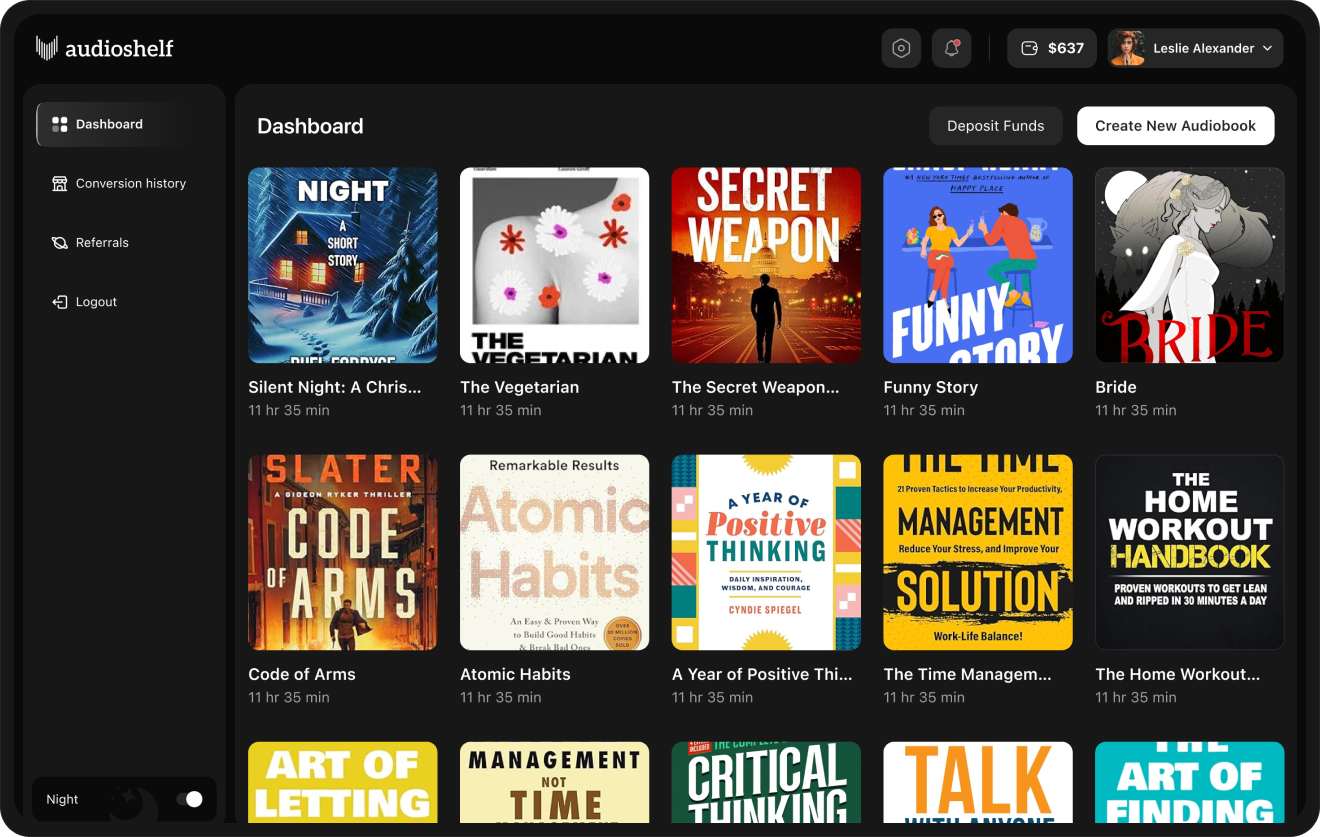 audioshelf
$637
Leslie Alexander
Dashboard
Conversion history
Referrals
Logout
Night
Dashboard
Deposit Funds
Create New Audiobook
NIGHT
A
SHORT
STORY
Silent Night: A Chris...
11 hr 35 min
THE
VEGETARIAN
The Vegetarian
11 hr 35 min
SECRET
WEAPON
The Secret Weapon...
11 hr 35 min
#1 NEW YORK TIMES BESTSELLING AUTHOR OF
HAPPY PLACE
FUNNY
STORY
Funny Story
11 hr 35 min
BRIDE
Bride
11 hr 35 min
SLATER
A GIDEON RYKER THRILLER
CODE
OF ARMS
Code of Arms
11 hr 35 min
Remarkable Results
Atomic
Habits
An Easy & Proven Way
to Build Good Habits
& Break Bad Ones
OVER
MILLION
COPIES
SOLD
Atomic Habits
11 hr 35 min
A YEAR OF
Positive
THINKING
DAILY INSPIRATION,
WISDOM, AND COURAGE
CYNDIE SPIEGEL
A Year of Positive Thi...
11 hr 35 min
THE TIME
21 Proven Tactics to Increase Your Productivity,
MANAGEMENT
Reduce Your Stress, and Improve Your
SOLUTION
Work-Life Balance!
The Time Managem...
11 hr 35 min
THE
HOME
WORKOUT
HANDBOOK
PROVEN WORKOUTS TO GET LEAN
AND RIPPED IN 30 MINUTES A DAY
The Home Workout...
11 hr 35 min
ART OF
LETTING
MANAGEMENT
NOT
TIME
MANAGEMENT
CRITICAL
THINKING
TALK
WITH ANYONE
THE
ART OF
FINDING